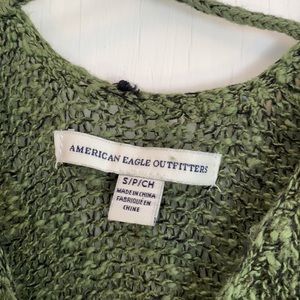 AMERICAN EAGLE OUTFITTERS
S/P/CH
MADE IN CHINA
FABRIQUÉ EN
CHINE